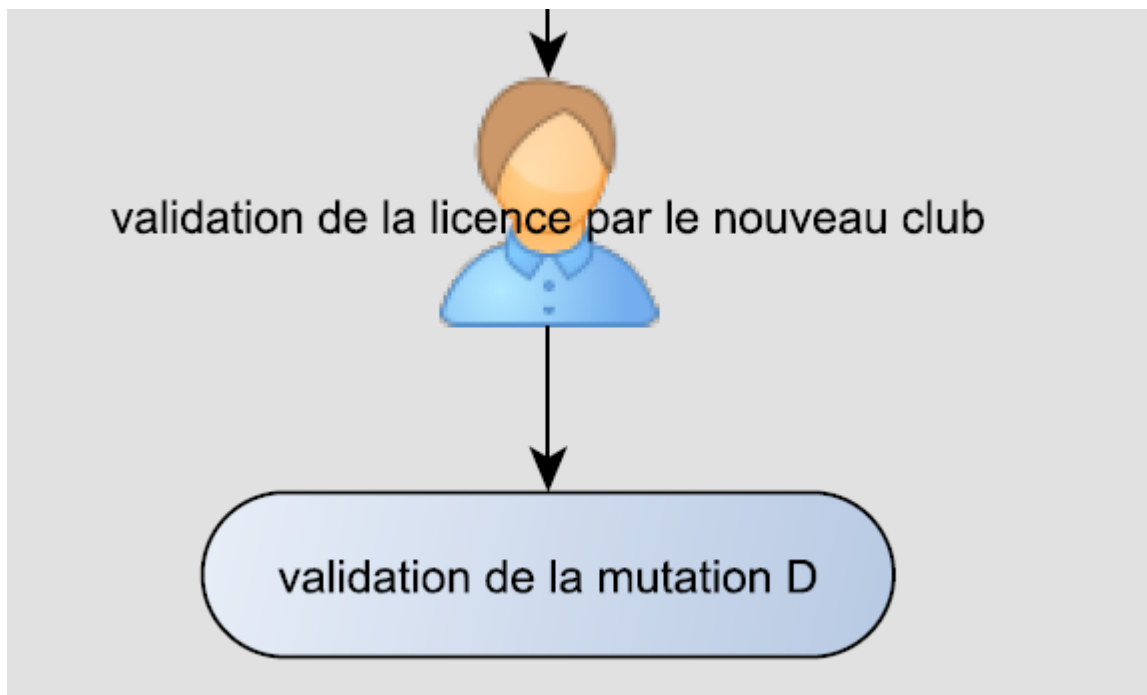 validation de la licence par le nouveau club
validation de la mutation D